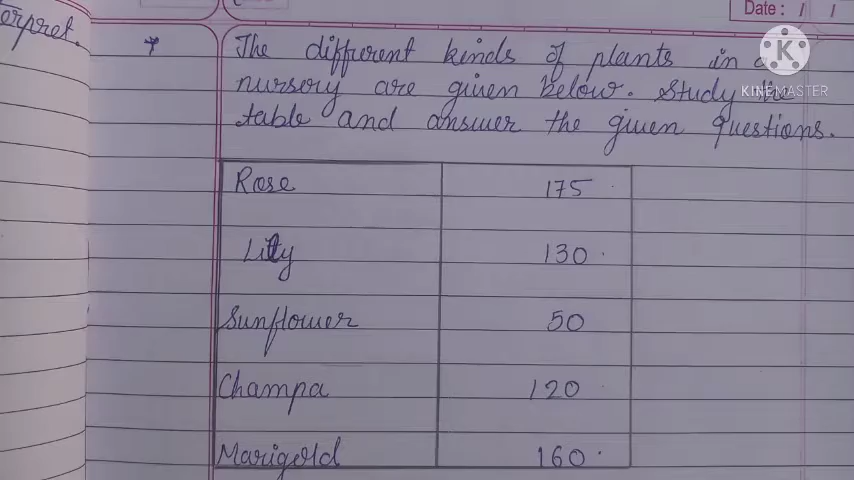 Date: / /
erpret.
The different kinds of plants in a
nursery are given below. Study the
table and answer the given questions.
K
KINEMASTER
Rose 175
Lily 130
Sunflower 50
Champa 120
Marigold 160